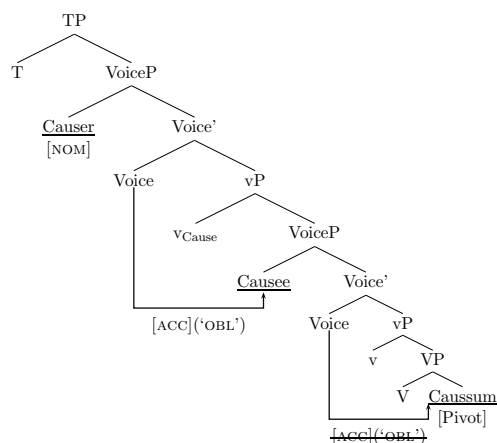 TP
T VoiceP
Causer Voice'
[NOM]
Voice vP
vCause VoiceP
Causee Voice'
[ACC]('OBL') Voice vP
v VP
V Caussum
[Pivot]
[ACC]('OBL')